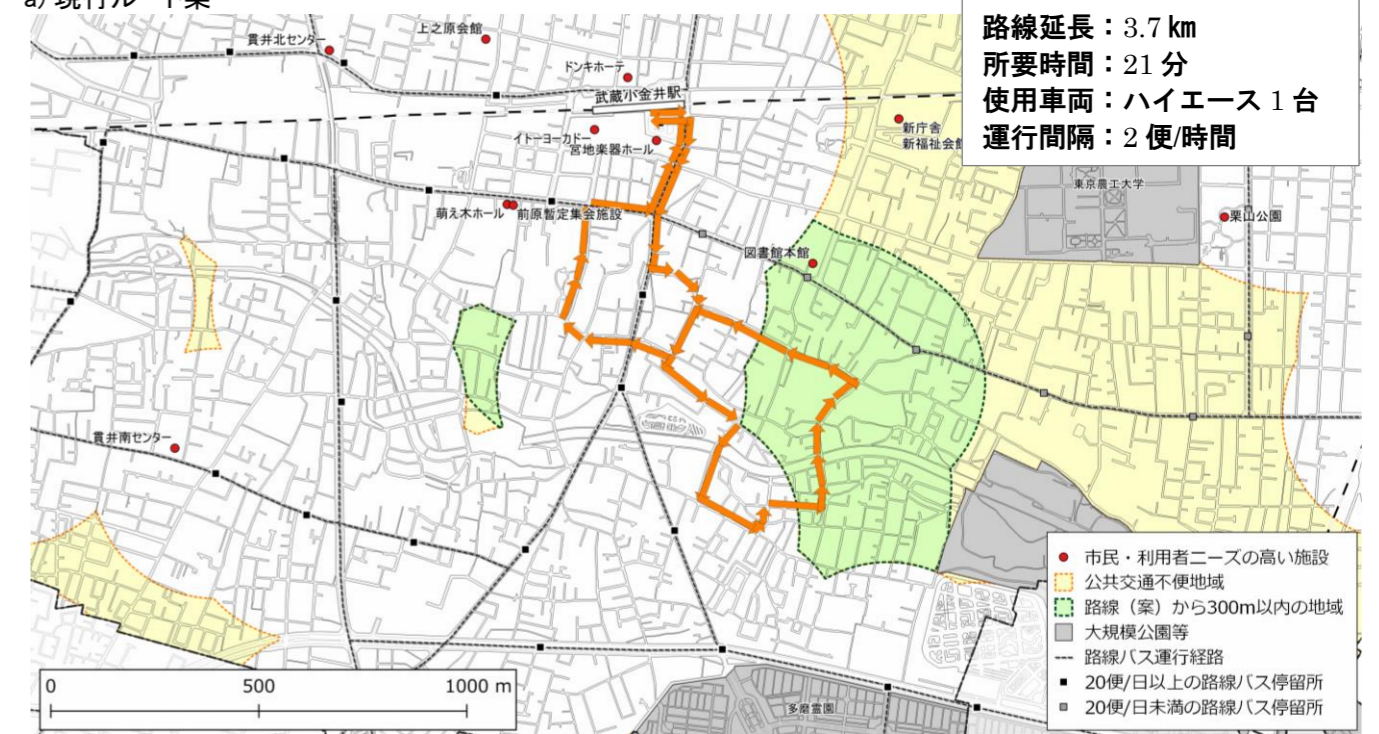 a) 現行ルート案
路線延長：3.7 km
所要時間：21 分
使用車両：ハイエース 1 台
運行間隔：2 便/時間
上之原会館
貫井北センター
ドンキホーテ
武蔵小金井駅
イトーヨーカドー
宮地楽器ホール
新庁舎
新福祉会館
東京農工大学
萌え木ホール
前原暫定集会施設
栗山公園
図書館本館
貫井南センター
多磨霊園
市民・利用者ニーズの高い施設
公共交通不便地域
路線（案）から300m以内の地域
大規模公園等
路線バス運行経路
20便/日以上の路線バス停留所
20便/日未満の路線バス停留所
0 500 1000 m